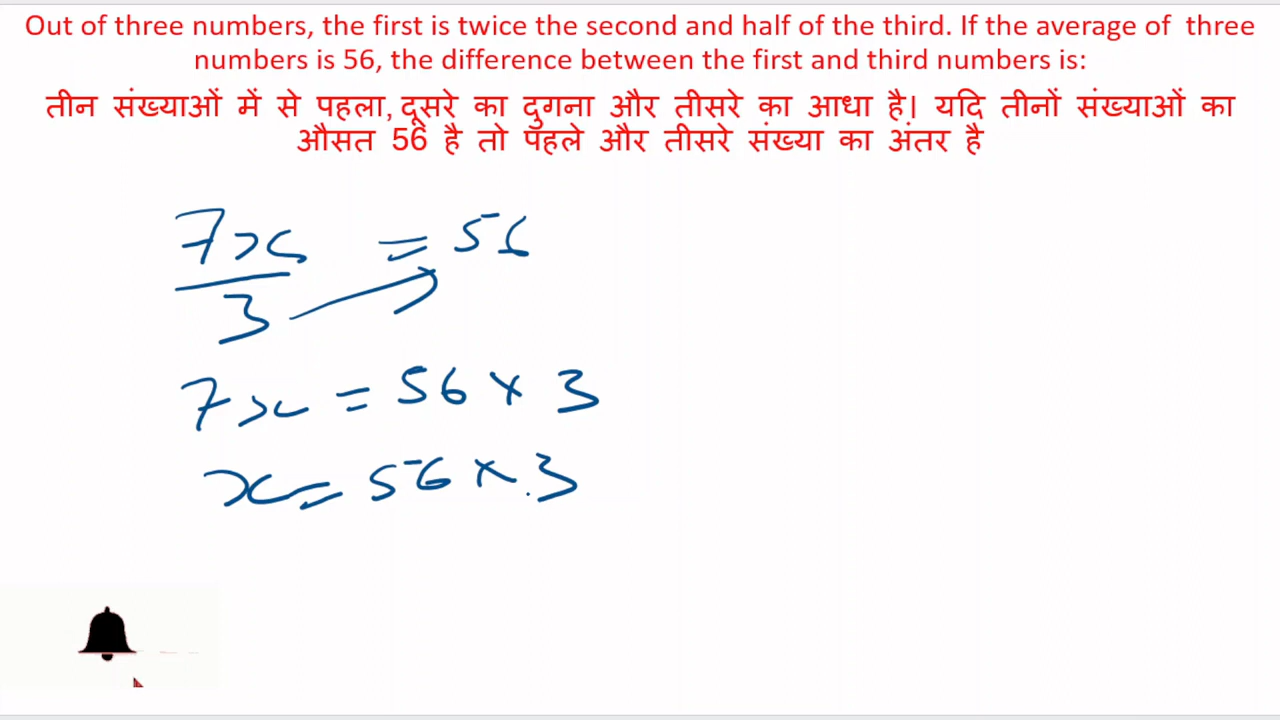 Out of three numbers, the first is twice the second and half of the third. If the average of three
numbers is 56, the difference between the first and third numbers is:
तीन संख्याओं में से पहला, दूसरे का दुगना और तीसरे का आधा है। यदि तीनों संख्याओं का
औसत 56 है तो पहले और तीसरे संख्या का अंतर है
7x = 56
3
7x = 56 × 3
x = 56 × 3